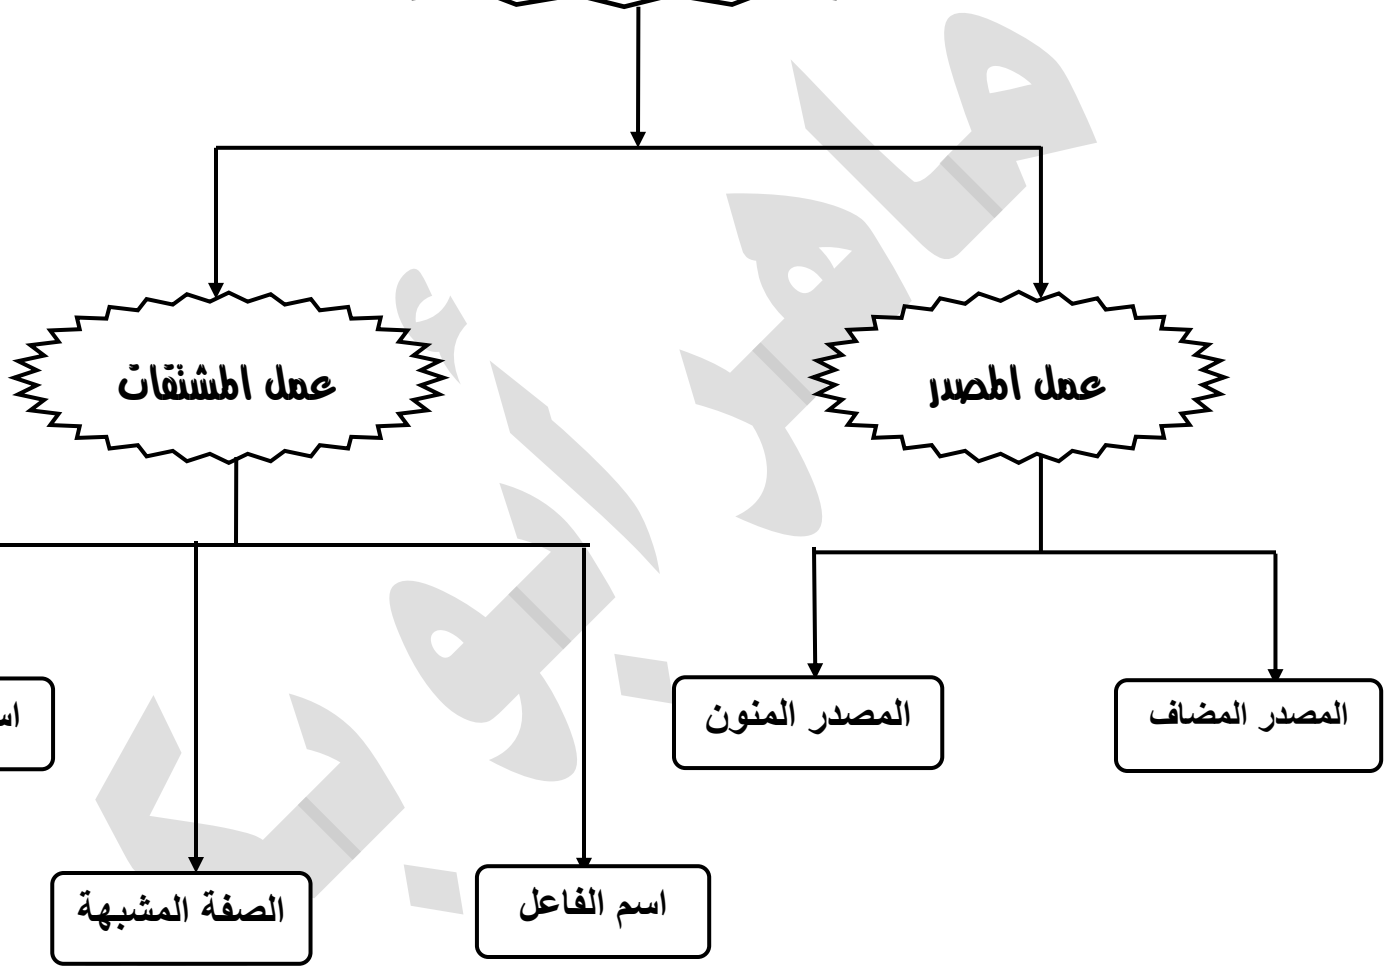 عمل المصدر
عمل المشتقات
المصدر المضاف
المصدر المنون
اسم الفاعل
الصفة المشبهة